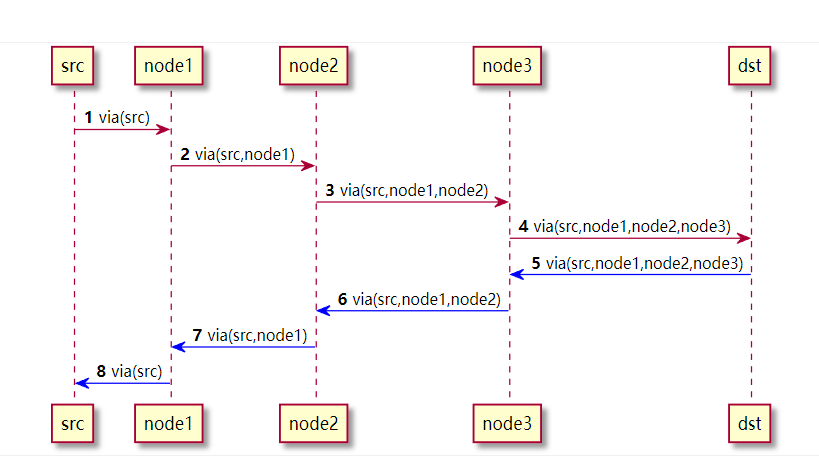 src node1 node2 node3 dst
1 via(src)
2 via(src,node1)
3 via(src,node1,node2)
4 via(src,node1,node2,node3)
5 via(src,node1,node2,node3)
6 via(src,node1,node2)
7 via(src,node1)
8 via(src)
src node1 node2 node3 dst